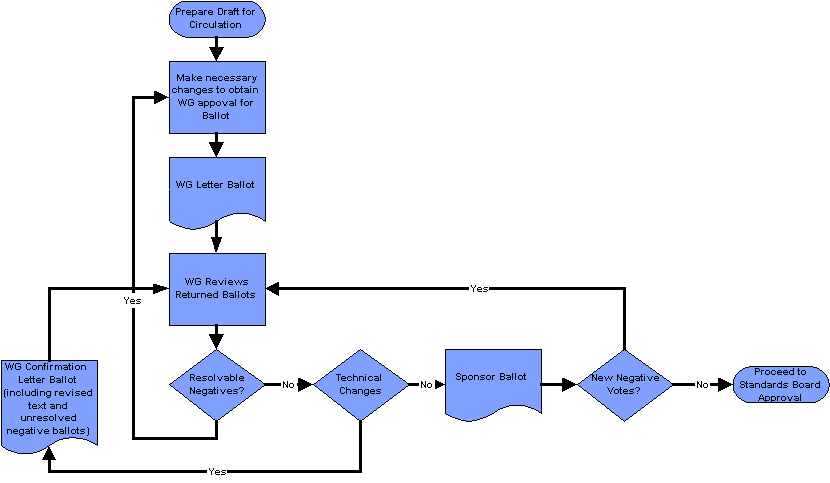 Prepare Draft for
Circulation
Make necessary
changes to obtain
WG appoval for
Ballot
WG Letter Ballot
WG Reviews
Returned Ballots
Yes
Yes
WG Confirmation
Letter Ballot
(including revised
text and
unresolved
negative ballots)
Resolvable
Negatives?
No
Technical
Changes
No
Sponsor Ballot
New Negative
Votes?
No
Proceed to
Standards Board
Approval
Yes